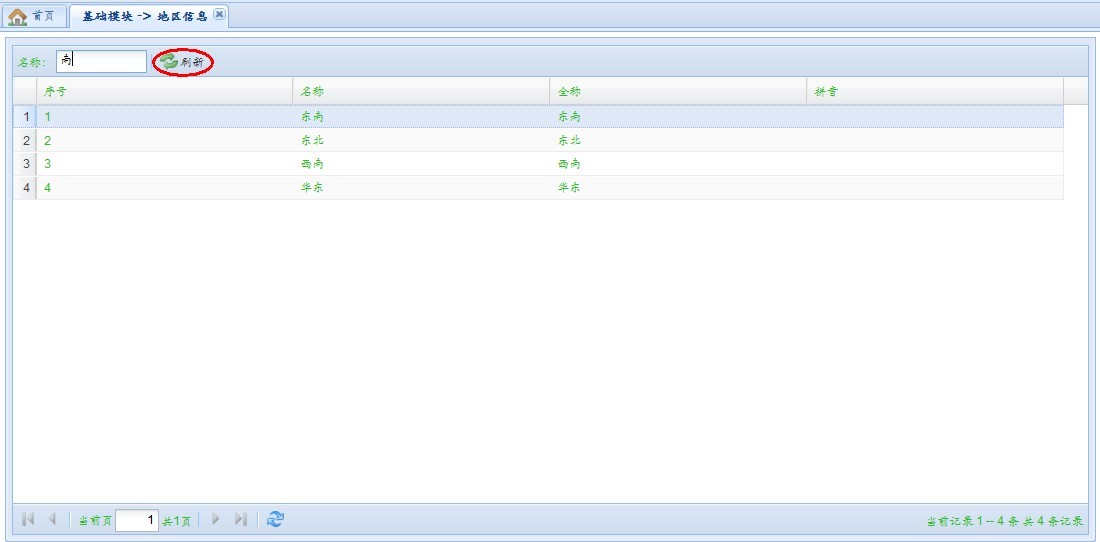 首页 基础模块 -> 地区信息
名称： 南 刷新
序号 名称 全称 拼音
1 1 东南 东南
2 2 东北 东北
3 3 西南 西南
4 4 华东 华东
当前页 1 共1页 当前记录 1 -- 4 条 共 4 条记录